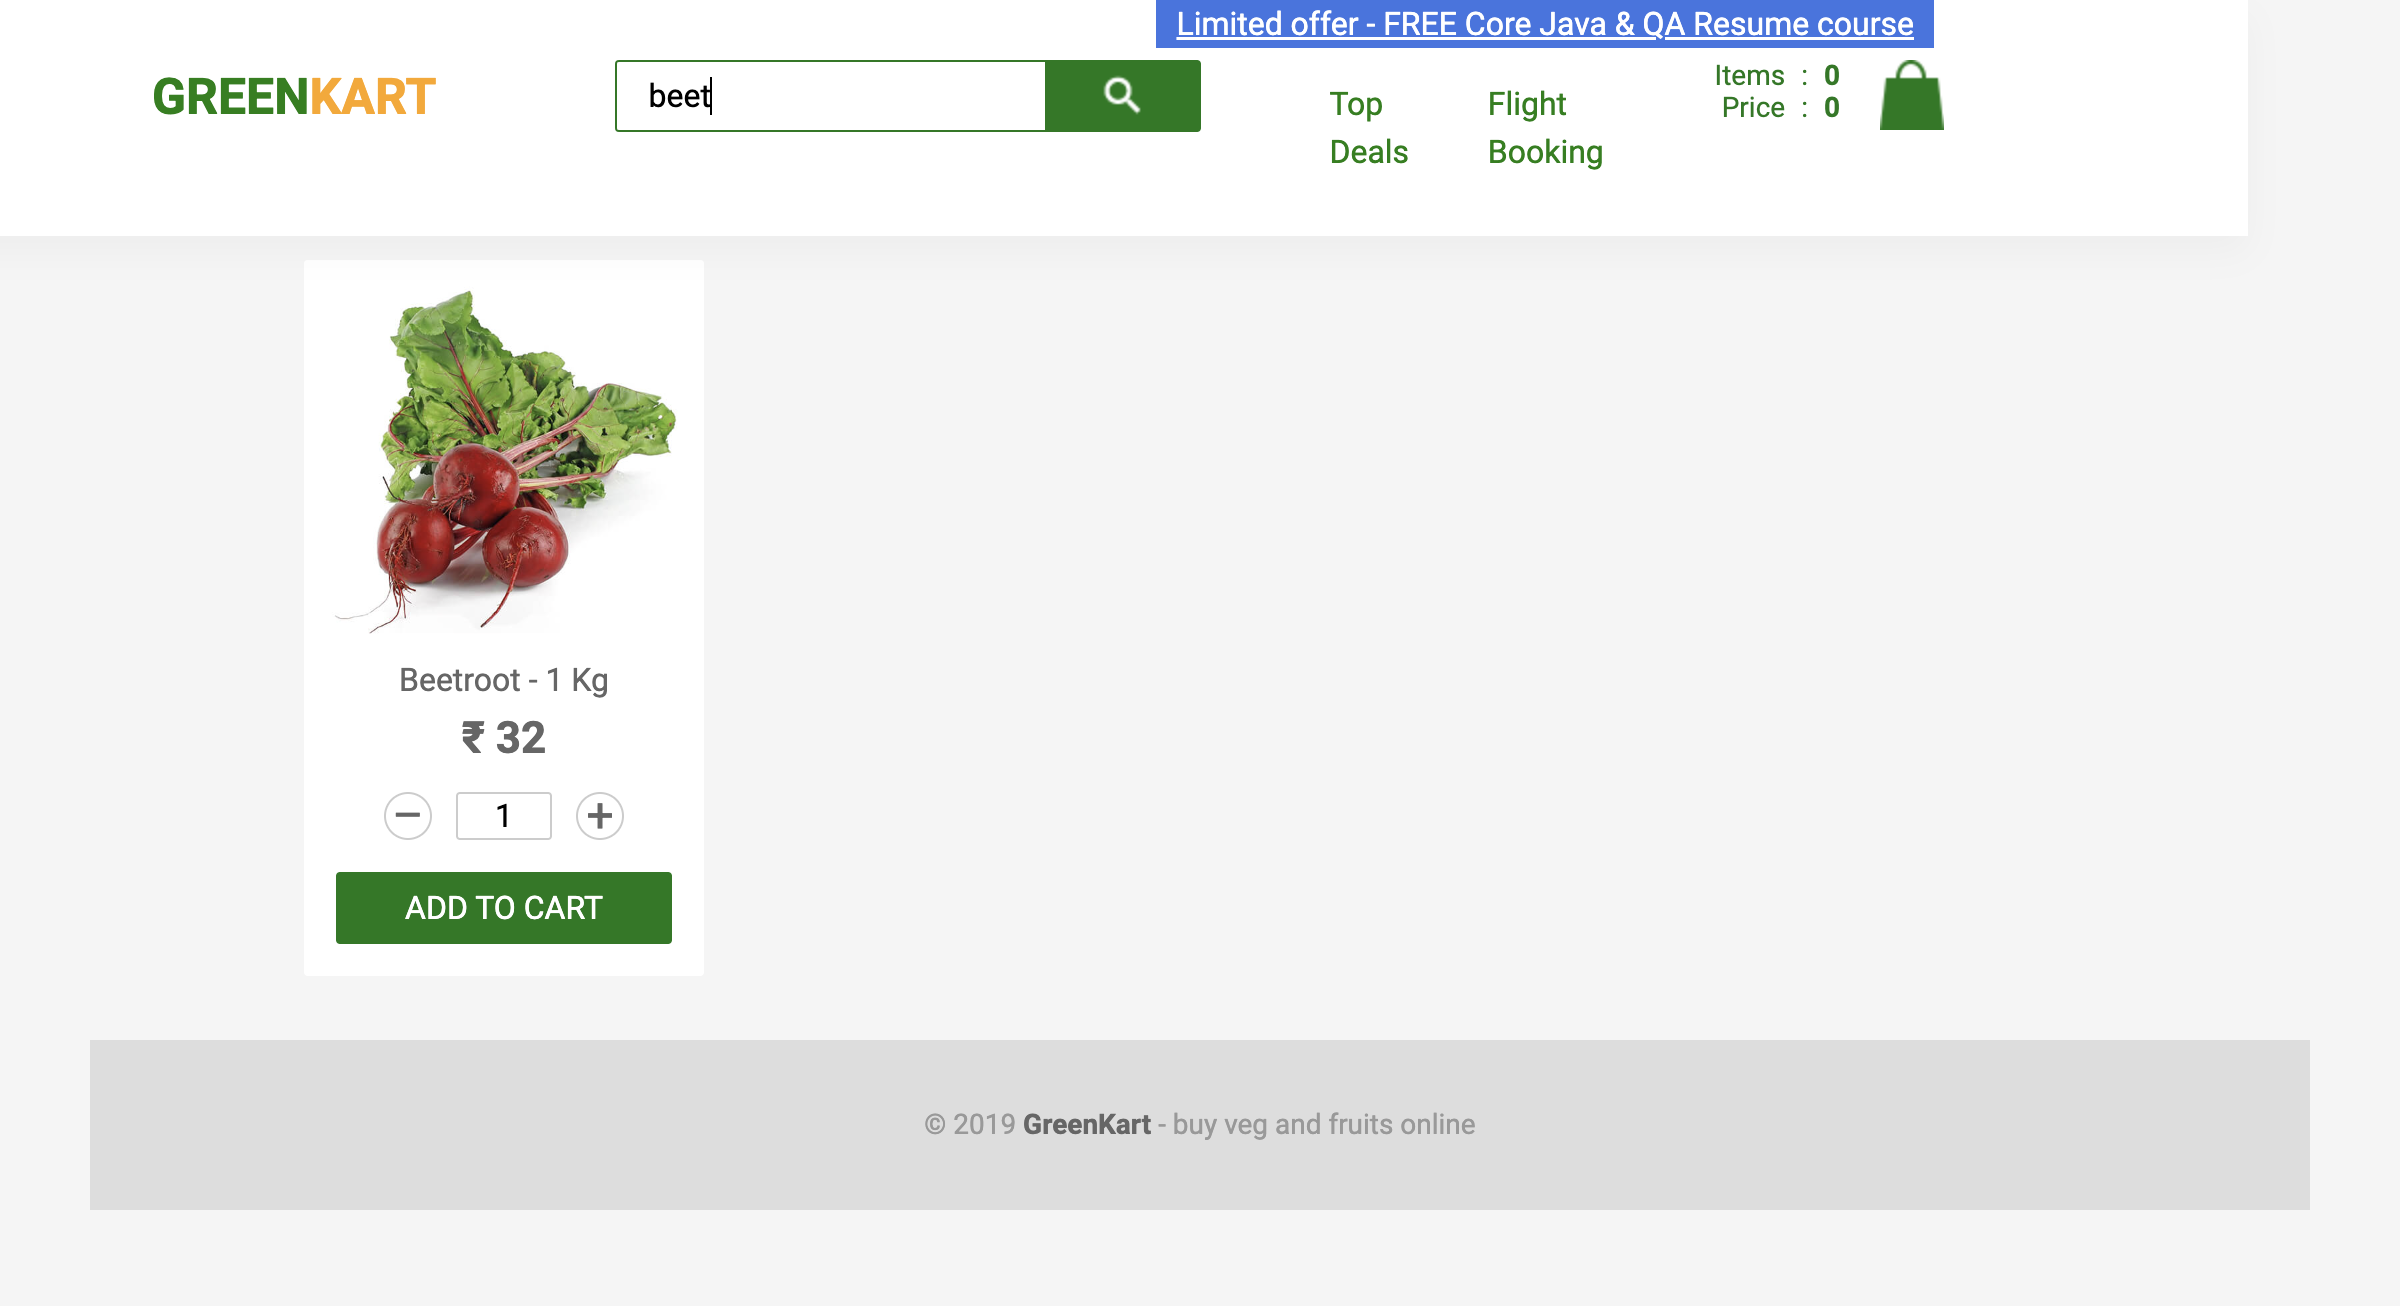 Limited offer - FREE Core Java & QA Resume course
GREENKART
beet
Top Deals
Flight Booking
Items : 0
Price : 0
Beetroot - 1 Kg
₹ 32
1
ADD TO CART
© 2019 GreenKart - buy veg and fruits online